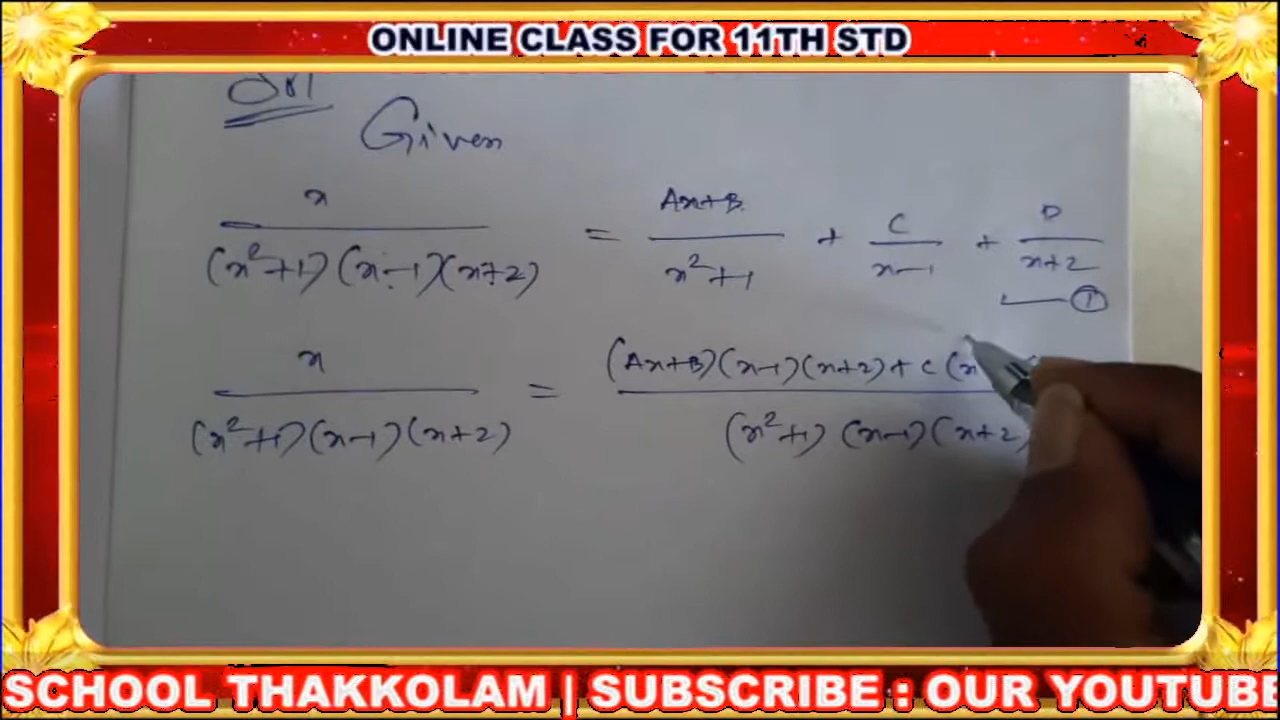 ONLINE CLASS FOR 11TH STD
Sol
Given
x / (x²+1)(x-1)(x+2) = Ax+B / x²+1 + C / x-1 + D / x+2 ①
x / (x²+1)(x-1)(x+2) = (Ax+B)(x-1)(x+2) + C (x / (x²+1) (x-1) (x+2)
SCHOOL THAKKOLAM | SUBSCRIBE : OUR YOUTUBE